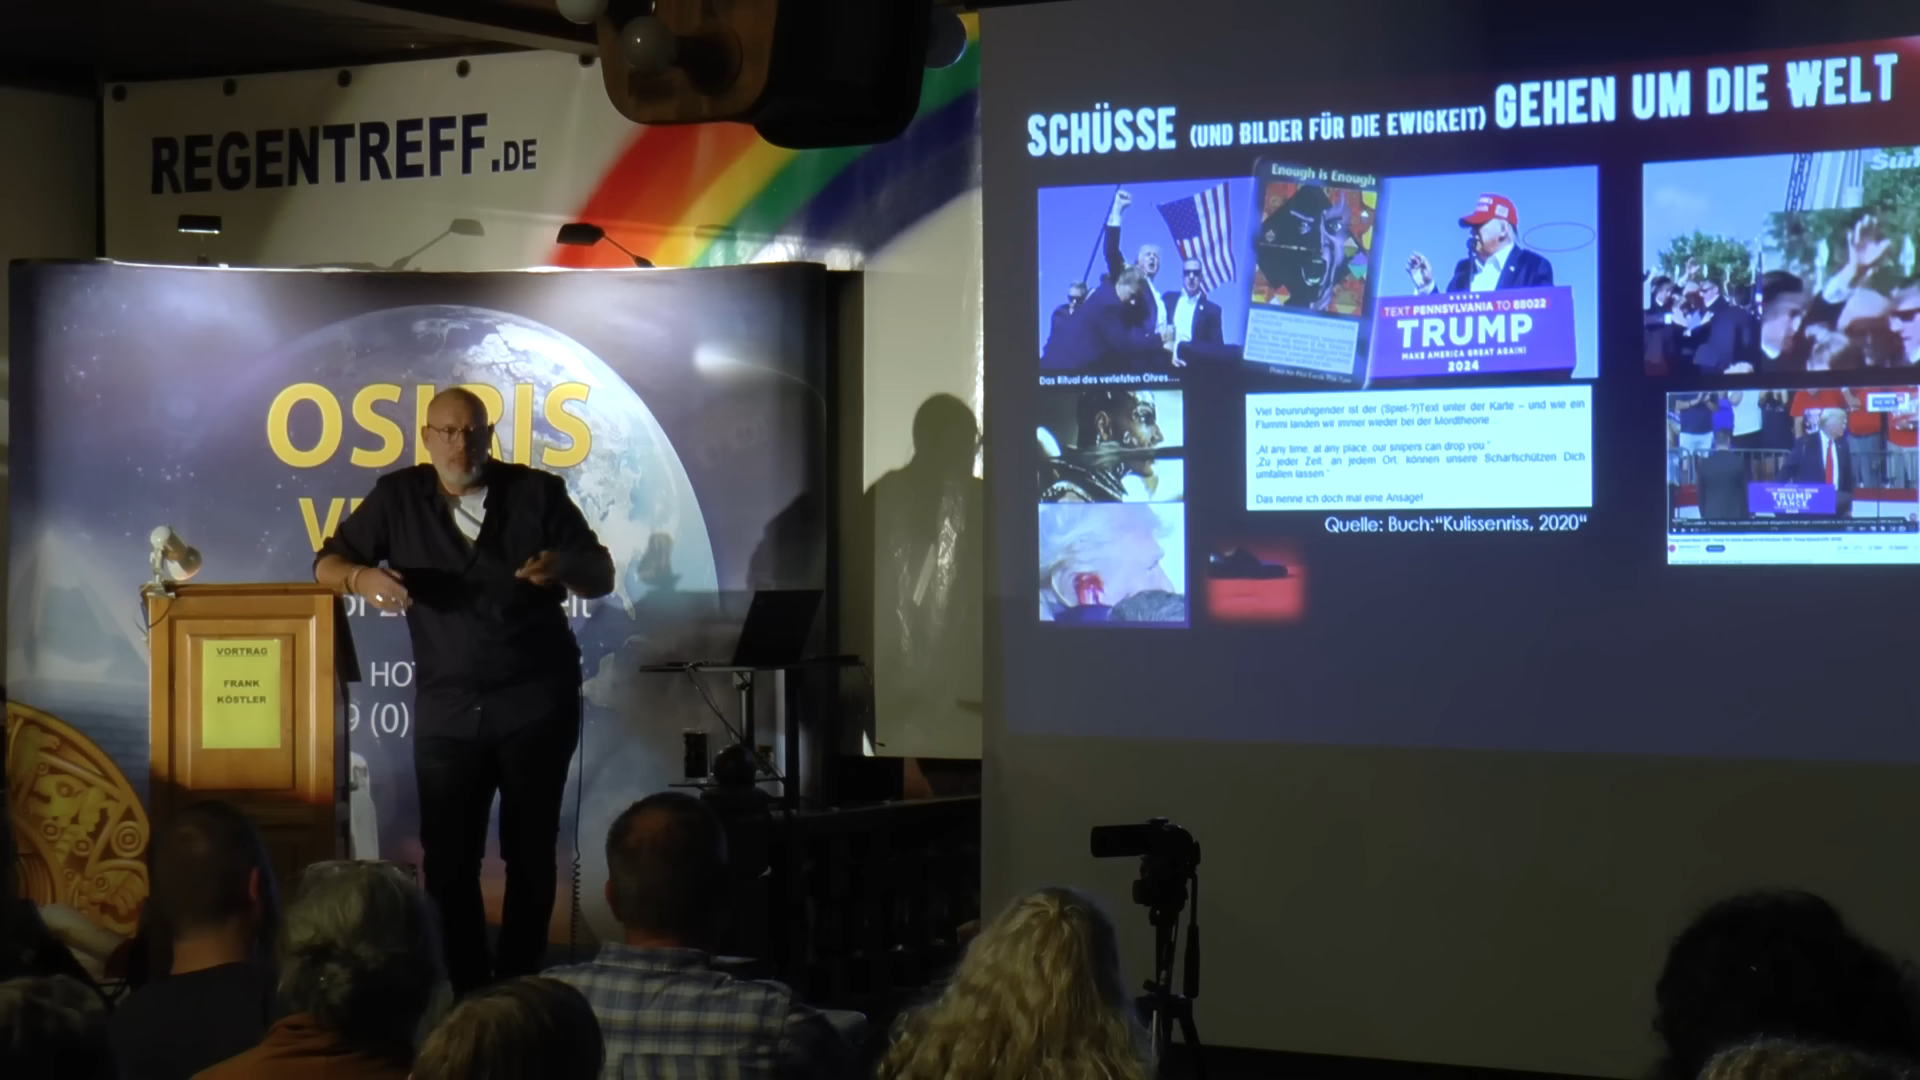 REGENTREFF.DE
OSIRIS
HOT
9 (0)
VORTRAG
FRANK
KÖSTLER
SCHÜSSE (UND BILDER FÜR DIE EWIGKEIT) GEHEN UM DIE WELT
Enough is Enough
TEXT PENNSYLVANIA TO 88022
TRUMP
MAKE AMERICA GREAT AGAIN!
2024
Das Ritual des verletzten Ohres....
Viel beunruhigender ist der (Spiel-?)Text unter der Karte – und wie ein
Flummi landen wir immer wieder bei der Mordtheorie
„At any time, at any place, our snipers can drop you.“
„Zu jeder Zeit, an jedem Ort, können unsere Scharfschützen Dich
umfallen lassen.“
Das nenne ich doch mal eine Ansage!
Quelle: Buch:“Kulissenriss, 2020“
Sun
TRUMP
VANCE